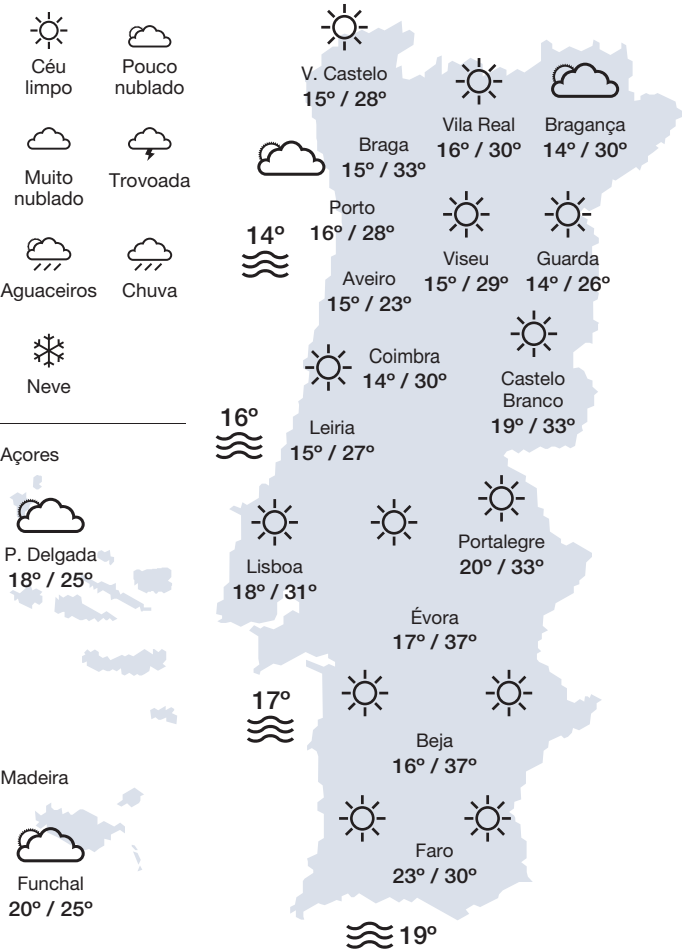 Céu
limpo
Pouco
nublado
Muito
nublado
Trovoada
Aguaceiros
Chuva
Neve
Açores
P. Delgada
18º / 25º
Madeira
Funchal
20º / 25º
V. Castelo
15º / 28º
Vila Real
16º / 30º
Bragança
14º / 30º
Braga
15º / 33º
Porto
16º / 28º
14º
Viseu
15º / 29º
Guarda
14º / 26º
Aveiro
15º / 23º
Coimbra
14º / 30º
Castelo
Branco
19º / 33º
16º
Leiria
15º / 27º
Lisboa
18º / 31º
Portalegre
20º / 33º
Évora
17º / 37º
17º
Beja
16º / 37º
Faro
23º / 30º
19º